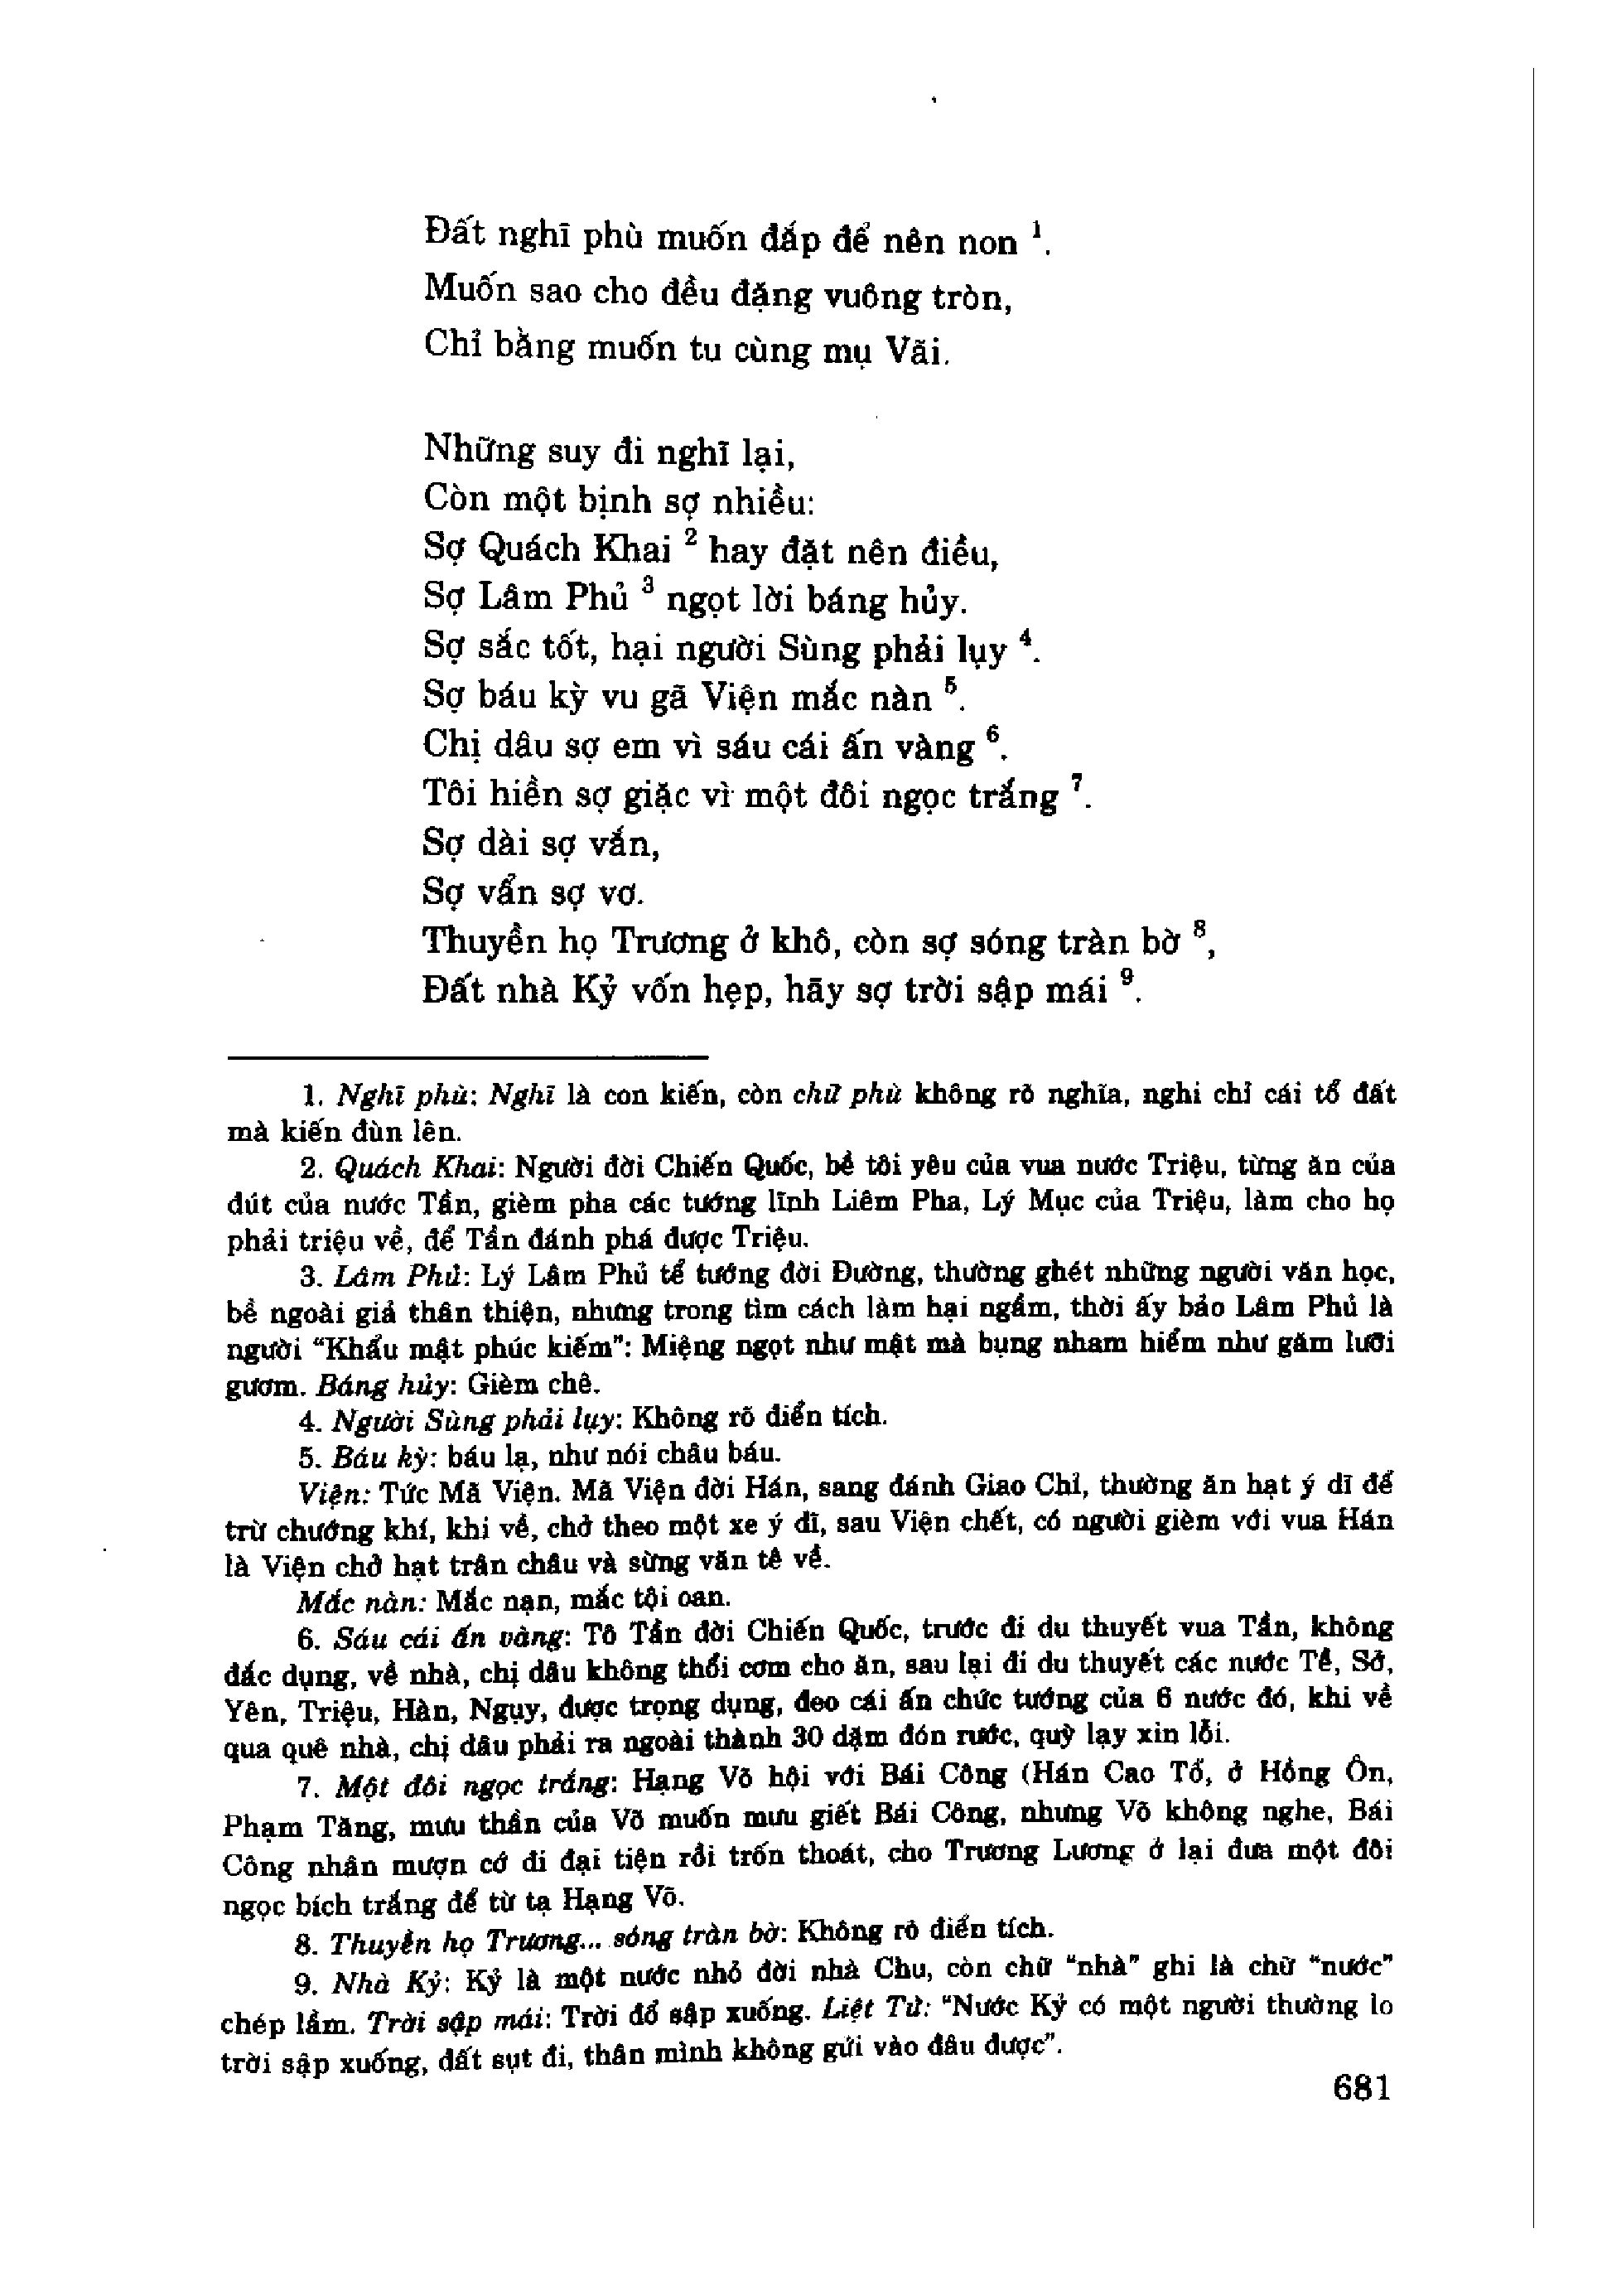 Đất nghĩ phù muốn đắp để nên non ¹.
Muốn sao cho đều đặng vuông tròn,
Chỉ bằng muốn tu cùng mụ Vãi.
Những suy đi nghĩ lại,
Còn một bịnh sợ nhiều:
Sợ Quách Khai ² hay đặt nên điều,
Sợ Lâm Phủ ³ ngọt lời báng hủy.
Sợ sắc tốt, hại người Sùng phải lụy ⁴.
Sợ báu kỳ vu gã Viện mắc nàn ⁵.
Chị dâu sợ em vì sáu cái ấn vàng ⁶.
Tôi hiền sợ giặc vì một đôi ngọc trắng ⁷.
Sợ dài sợ vắn,
Sợ vẩn sợ vơ.
Thuyền họ Trương ở khô, còn sợ sóng tràn bờ ⁸,
Đất nhà Kỷ vốn hẹp, hãy sợ trời sập mái ⁹.
1. Nghĩ phù: Nghĩ là con kiến, còn chữ phù không rõ nghĩa, nghi chỉ cái tổ đất
mà kiến đùn lên.
2. Quách Khai: Người đời Chiến Quốc, bề tôi yêu của vua nước Triệu, từng ăn của
đút của nước Tần, gièm pha các tướng lĩnh Liêm Pha, Lý Mục của Triệu, làm cho họ
phải triệu về, để Tần đánh phá được Triệu.
3. Lâm Phủ: Lý Lâm Phủ tể tướng đời Đường, thường ghét những người văn học,
bề ngoài giả thân thiện, nhưng trong tìm cách làm hại ngầm, thời ấy bảo Lâm Phủ là
người “Khẩu mật phúc kiếm”: Miệng ngọt như mật mà bụng nham hiểm như găm lưỡi
gươm. Báng hủy: Gièm chê.
4. Người Sùng phải lụy: Không rõ điển tích.
5. Báu kỳ: báu lạ, như nói châu báu.
Viện: Tức Mã Viện. Mã Viện đời Hán, sang đánh Giao Chỉ, thường ăn hạt ý dĩ để
trừ chướng khí, khi về, chở theo một xe ý dĩ, sau Viện chết, có người gièm với vua Hán
là Viện chở hạt trân châu và sừng văn tê về.
Mắc nàn: Mắc nạn, mắc tội oan.
6. Sáu cái ấn vàng: Tô Tần đời Chiến Quốc, trước đi du thuyết vua Tần, không
đắc dụng, về nhà, chị dâu không thổi cơm cho ăn, sau lại đi du thuyết các nước Tề, Sở,
Yên, Triệu, Hàn, Ngụy, được trọng dụng, đeo cái ấn chức tướng của 6 nước đó, khi về
qua quê nhà, chị dâu phải ra ngoài thành 30 dặm đón rước, quỳ lạy xin lỗi.
7. Một đôi ngọc trắng: Hạng Võ hội với Bái Công (Hán Cao Tổ, ở Hồng Ôn,
Phạm Tăng, mưu thần của Võ muốn mưu giết Bái Công, nhưng Võ không nghe, Bái
Công nhân mượn cớ đi đại tiện rồi trốn thoát, cho Trương Lương ở lại đưa một đôi
ngọc bích trắng để từ tạ Hạng Võ.
8. Thuyền họ Trương... sóng tràn bờ: Không rõ điển tích.
9. Nhà Kỷ: Kỷ là một nước nhỏ đời nhà Chu, còn chữ “nhà” ghi là chữ “nước”
chép lầm. Trời sập mái: Trời đổ sập xuống. Liệt Tử: “Nước Kỷ có một người thường lo
trời sập xuống, đất sụt đi, thân mình không gửi vào đâu được”.
681